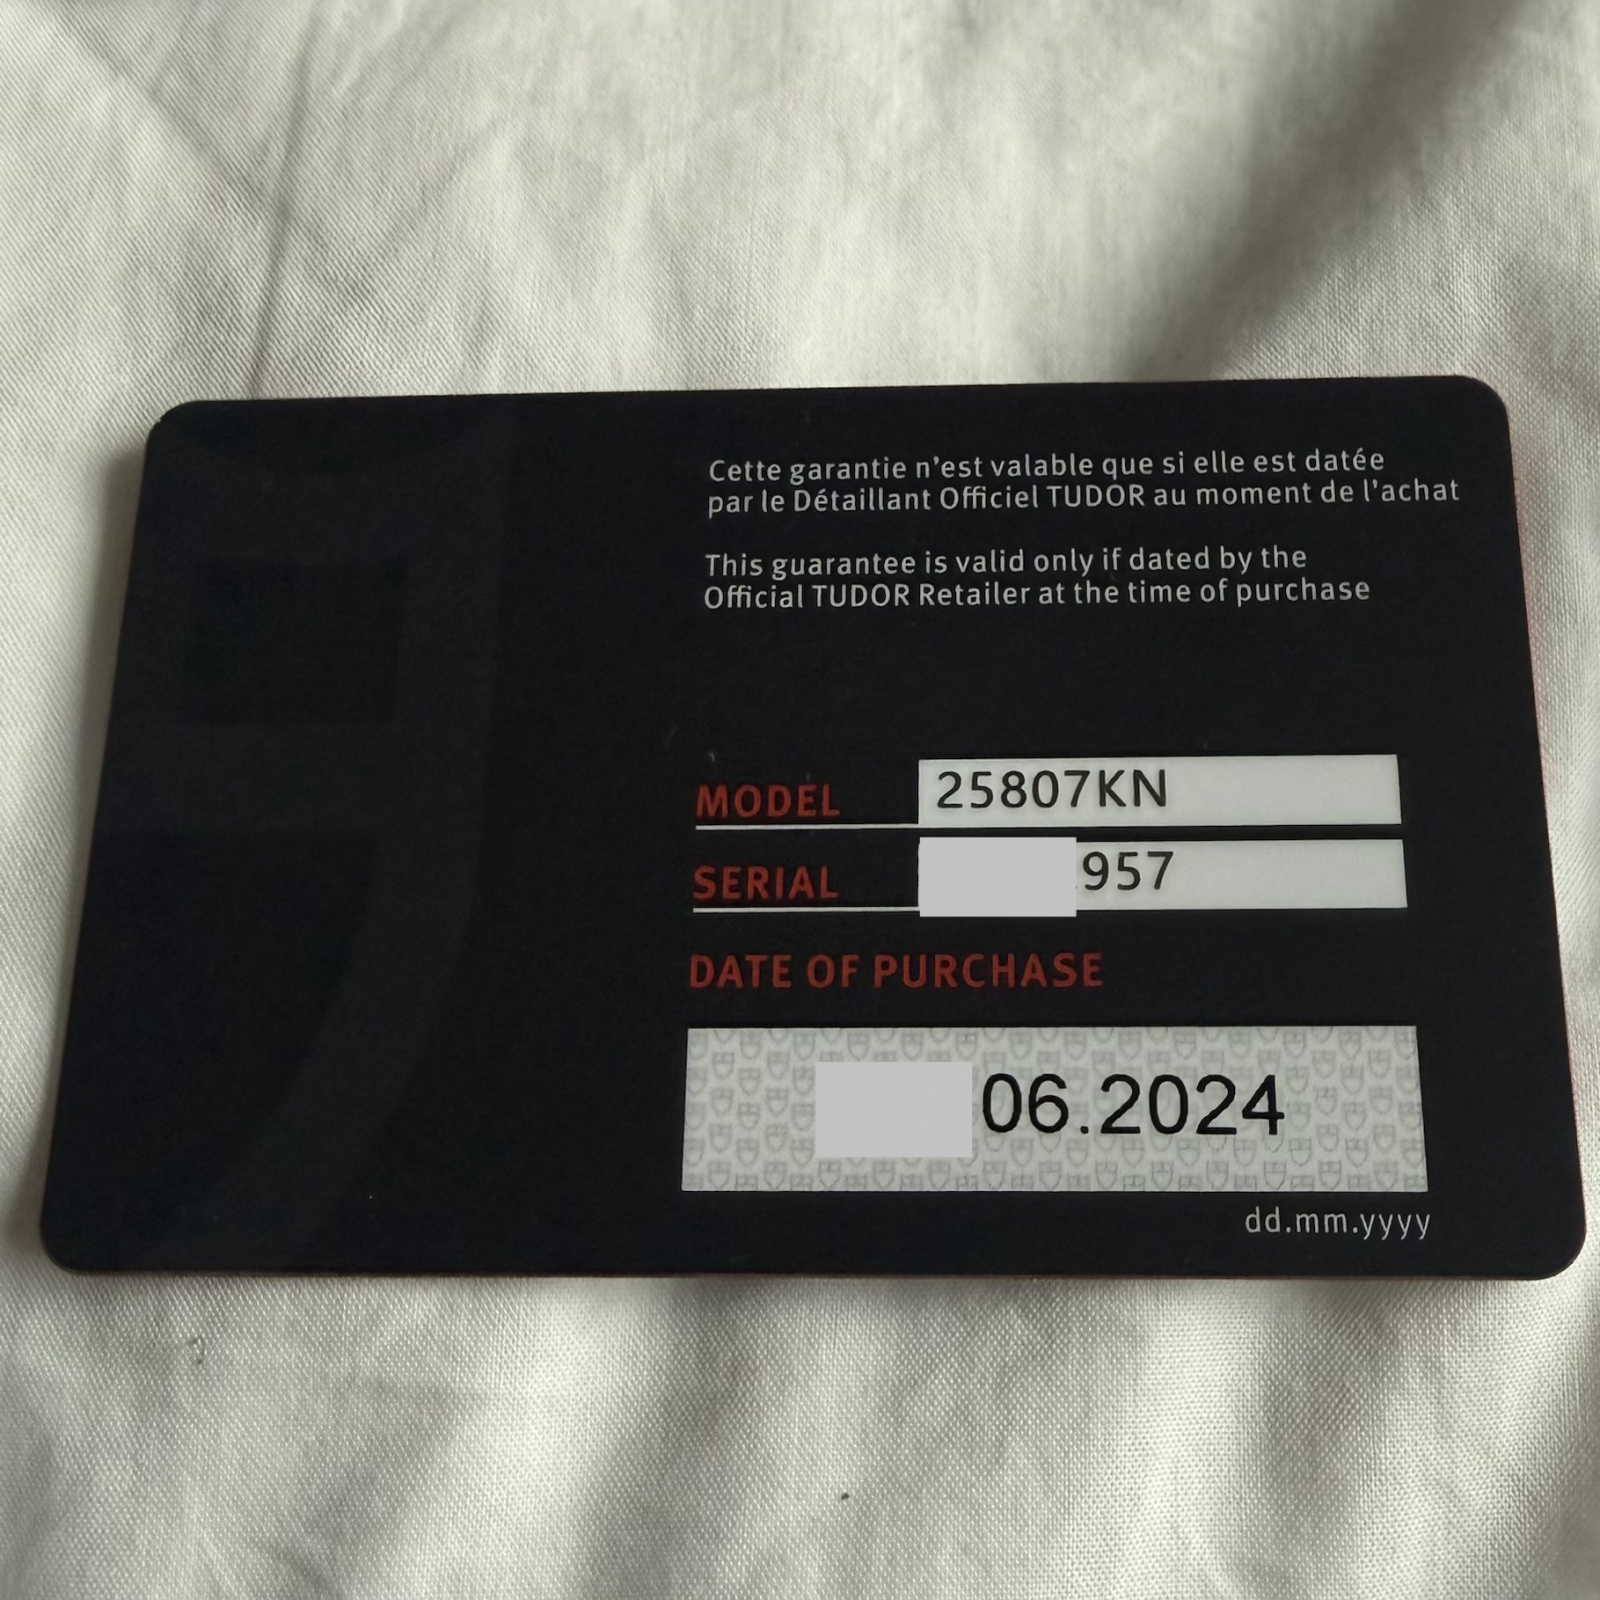 Cette garantie n'est valable que si elle est datée
par le Détaillant Officiel TUDOR au moment de l'achat
This guarantee is valid only if dated by the
Official TUDOR Retailer at the time of purchase
MODEL 25807KN
SERIAL 957
DATE OF PURCHASE
06.2024
dd.mm.yyyy